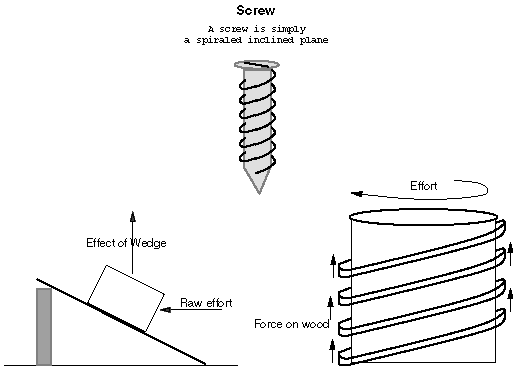 Screw
A screw is simply
a spiraled inclined plane
Effort
Effect of Wedge
Raw effort
Force on wood